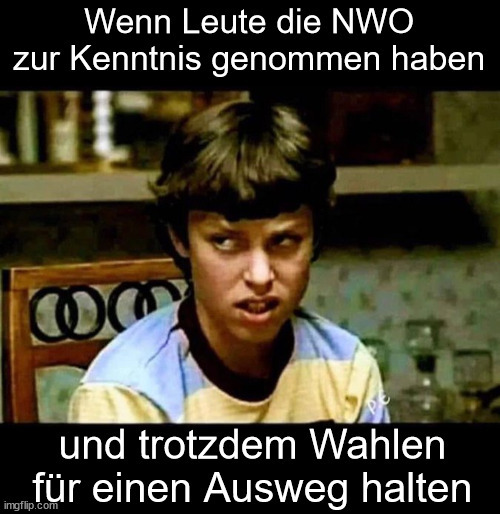 Wenn Leute die NWO
zur Kenntnis genommen haben
und trotzdem Wahlen
für einen Ausweg halten
imgflip.com